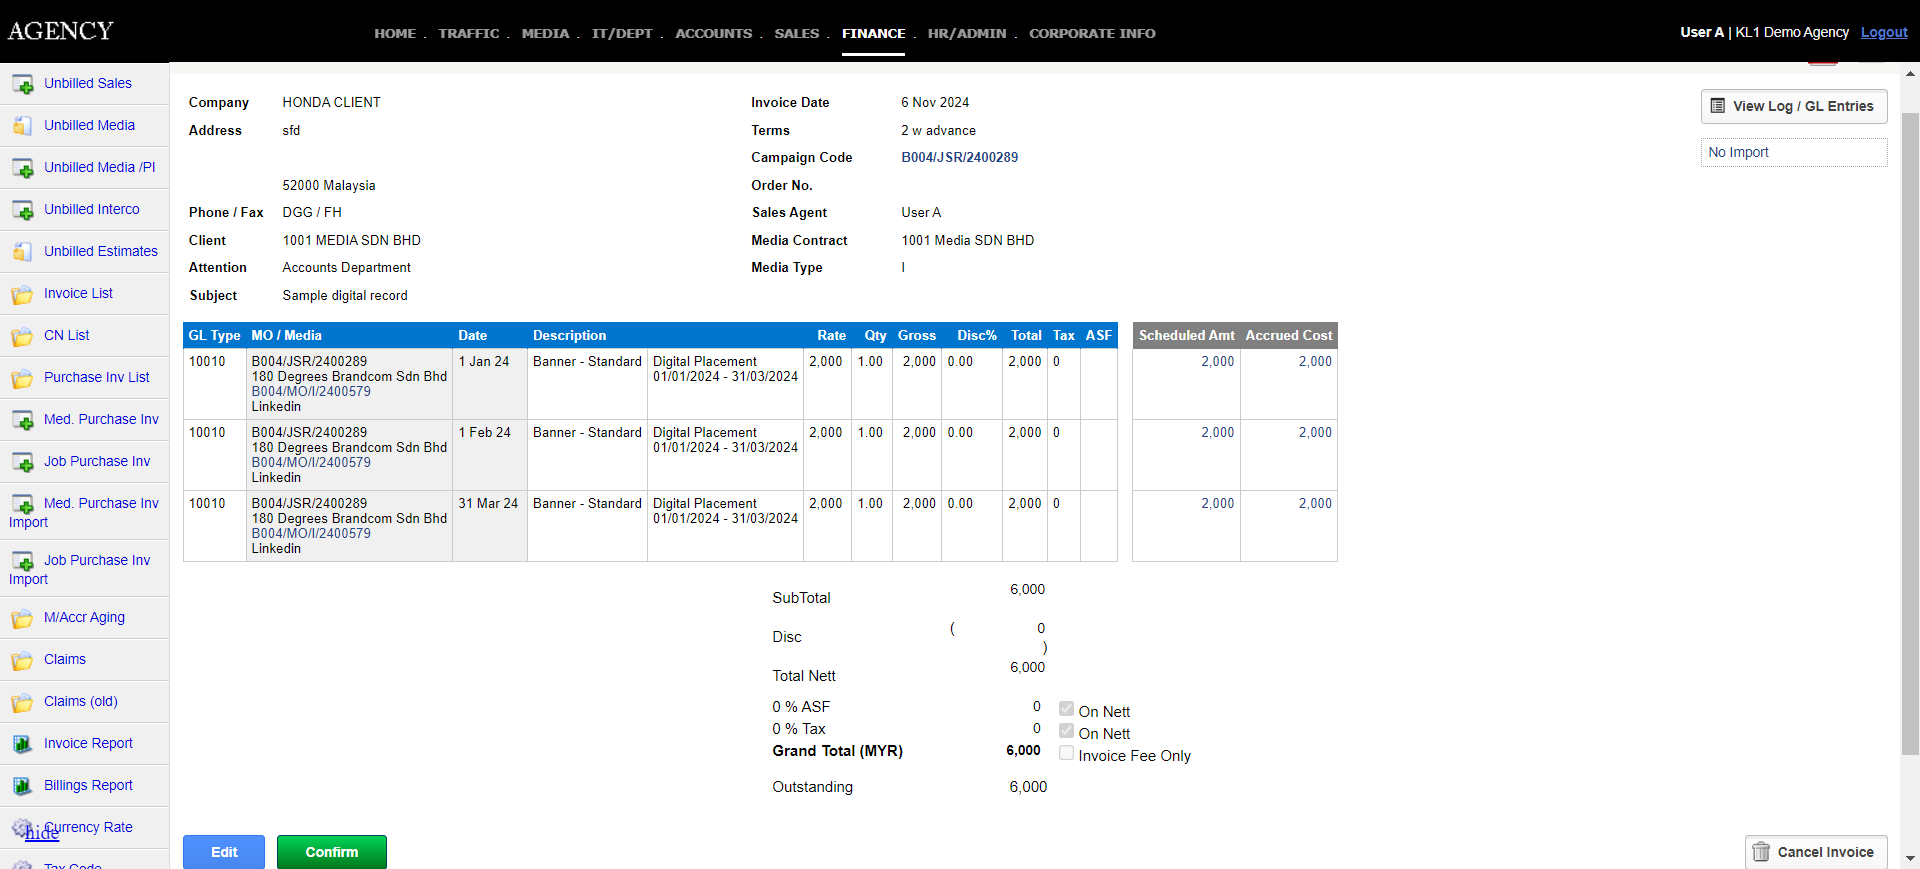 AGENCY
HOME . TRAFFIC . MEDIA . IT/DEPT . ACCOUNTS . SALES . FINANCE . HR/ADMIN . CORPORATE INFO
User A | KL1 Demo Agency Logout
Unbilled Sales
Unbilled Media
Unbilled Media /PI
Unbilled Interco
Unbilled Estimates
Invoice List
CN List
Purchase Inv List
Med. Purchase Inv
Job Purchase Inv
Med. Purchase Inv
Import
Job Purchase Inv
Import
M/Accr Aging
Claims
Claims (old)
Invoice Report
Billings Report
Currency Rate
hide
Tax Code
Company HONDA CLIENT
Address sfd
52000 Malaysia
Phone / Fax DGG / FH
Client 1001 MEDIA SDN BHD
Attention Accounts Department
Subject Sample digital record
Invoice Date 6 Nov 2024
Terms 2 w advance
Campaign Code B004/JSR/2400289
Order No.
Sales Agent User A
Media Contract 1001 Media SDN BHD
Media Type I
View Log / GL Entries
No Import
GL Type MO / Media Date Description Rate Qty Gross Disc% Total Tax ASF Scheduled Amt Accrued Cost
10010 B004/JSR/2400289 1 Jan 24 Banner - Standard Digital Placement 2,000 1.00 2,000 0.00 2,000 0 2,000 2,000
180 Degrees Brandcom Sdn Bhd 01/01/2024 - 31/03/2024
B004/MO/I/2400579
Linkedin
10010 B004/JSR/2400289 1 Feb 24 Banner - Standard Digital Placement 2,000 1.00 2,000 0.00 2,000 0 2,000 2,000
180 Degrees Brandcom Sdn Bhd 01/01/2024 - 31/03/2024
B004/MO/I/2400579
Linkedin
10010 B004/JSR/2400289 31 Mar 24 Banner - Standard Digital Placement 2,000 1.00 2,000 0.00 2,000 0 2,000 2,000
180 Degrees Brandcom Sdn Bhd 01/01/2024 - 31/03/2024
B004/MO/I/2400579
Linkedin
SubTotal 6,000
Disc ( 0
)
Total Nett 6,000
0 % ASF 0 On Nett
0 % Tax 0 On Nett
Grand Total (MYR) 6,000 Invoice Fee Only
Outstanding 6,000
Edit Confirm Cancel Invoice